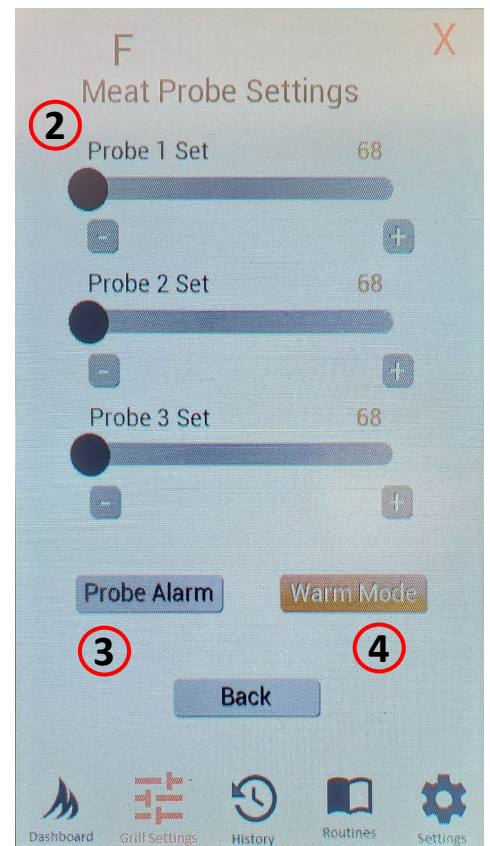 F
X
Meat Probe Settings
2
Probe 1 Set 68
- +
Probe 2 Set 68
- +
Probe 3 Set 68
- +
Probe Alarm Warm Mode
3 4
Back
Dashboard Grill Settings History Routines Settings